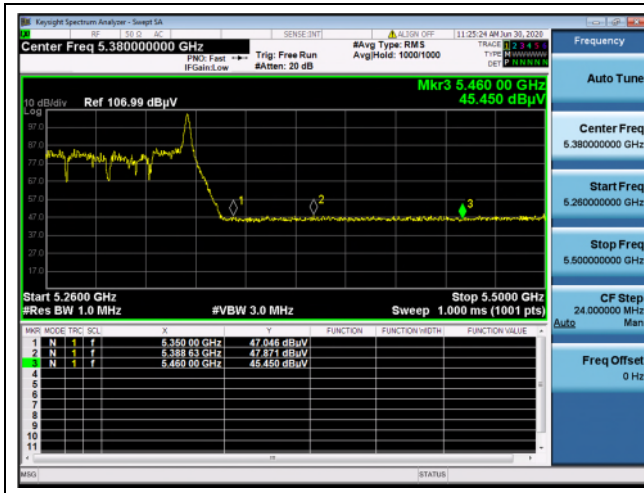 Keysight Spectrum Analyzer - Swept SA
RF 50 Ω AC SENSE:INT ALIGN OFF 11:25:24 AM Jun 30, 2020
Center Freq 5.380000000 GHz
PNO: Fast
IFGain:Low
Trig: Free Run
#Atten: 20 dB
#Avg Type: RMS
Avg|Hold: 1000/1000
TRACE 1 2 3 4 5 6
TYPE M WWWWW
DET P N N N N N
Mkr3 5.460 00 GHz
45.450 dBµV
10 dB/div Ref 106.99 dBµV
Log
97.0
87.0
77.0
67.0
57.0
47.0
37.0
27.0
17.0
1
2
3
Start 5.2600 GHz
Stop 5.5000 GHz
#Res BW 1.0 MHz #VBW 3.0 MHz Sweep 1.000 ms (1001 pts)
MKR MODE TRC SCL X Y FUNCTION FUNCTION WIDTH FUNCTION VALUE
1 N 1 f 5.350 00 GHz 47.046 dBµV
2 N 1 f 5.388 63 GHz 47.871 dBµV
3 N 1 f 5.460 00 GHz 45.450 dBµV
4
5
6
7
8
9
10
11
MSG STATUS
Frequency
Auto Tune
Center Freq
5.380000000 GHz
Start Freq
5.260000000 GHz
Stop Freq
5.500000000 GHz
CF Step
24.000000 MHz
Auto Man
Freq Offset
0 Hz